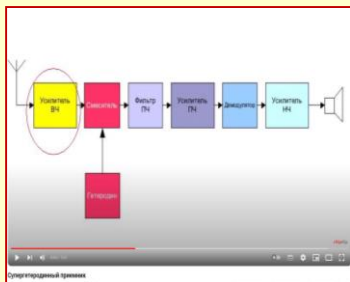 Усилитель
ВЧ
Смеситель
Фильтр
ПЧ
Усилитель
ПЧ
Демодулятор
Усилитель
НЧ
Гетеродин
Супергетеродинный приемник